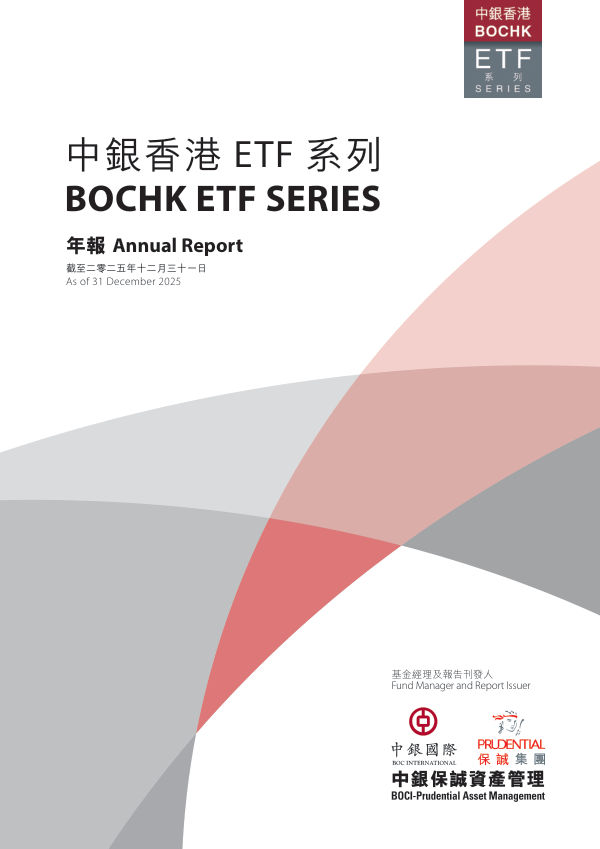 中銀香港
BOCHK
ETF
系 列
SERIES
中銀香港 ETF 系列
BOCHK ETF SERIES
年報 Annual Report
截至二零二五年十二月三十一日
As of 31 December 2025
基金經理及報告刊發人
Fund Manager and Report Issuer
中銀國際
BOC INTERNATIONAL
PRUDENTIAL
保誠集團
中銀保誠資產管理
BOCI-Prudential Asset Management